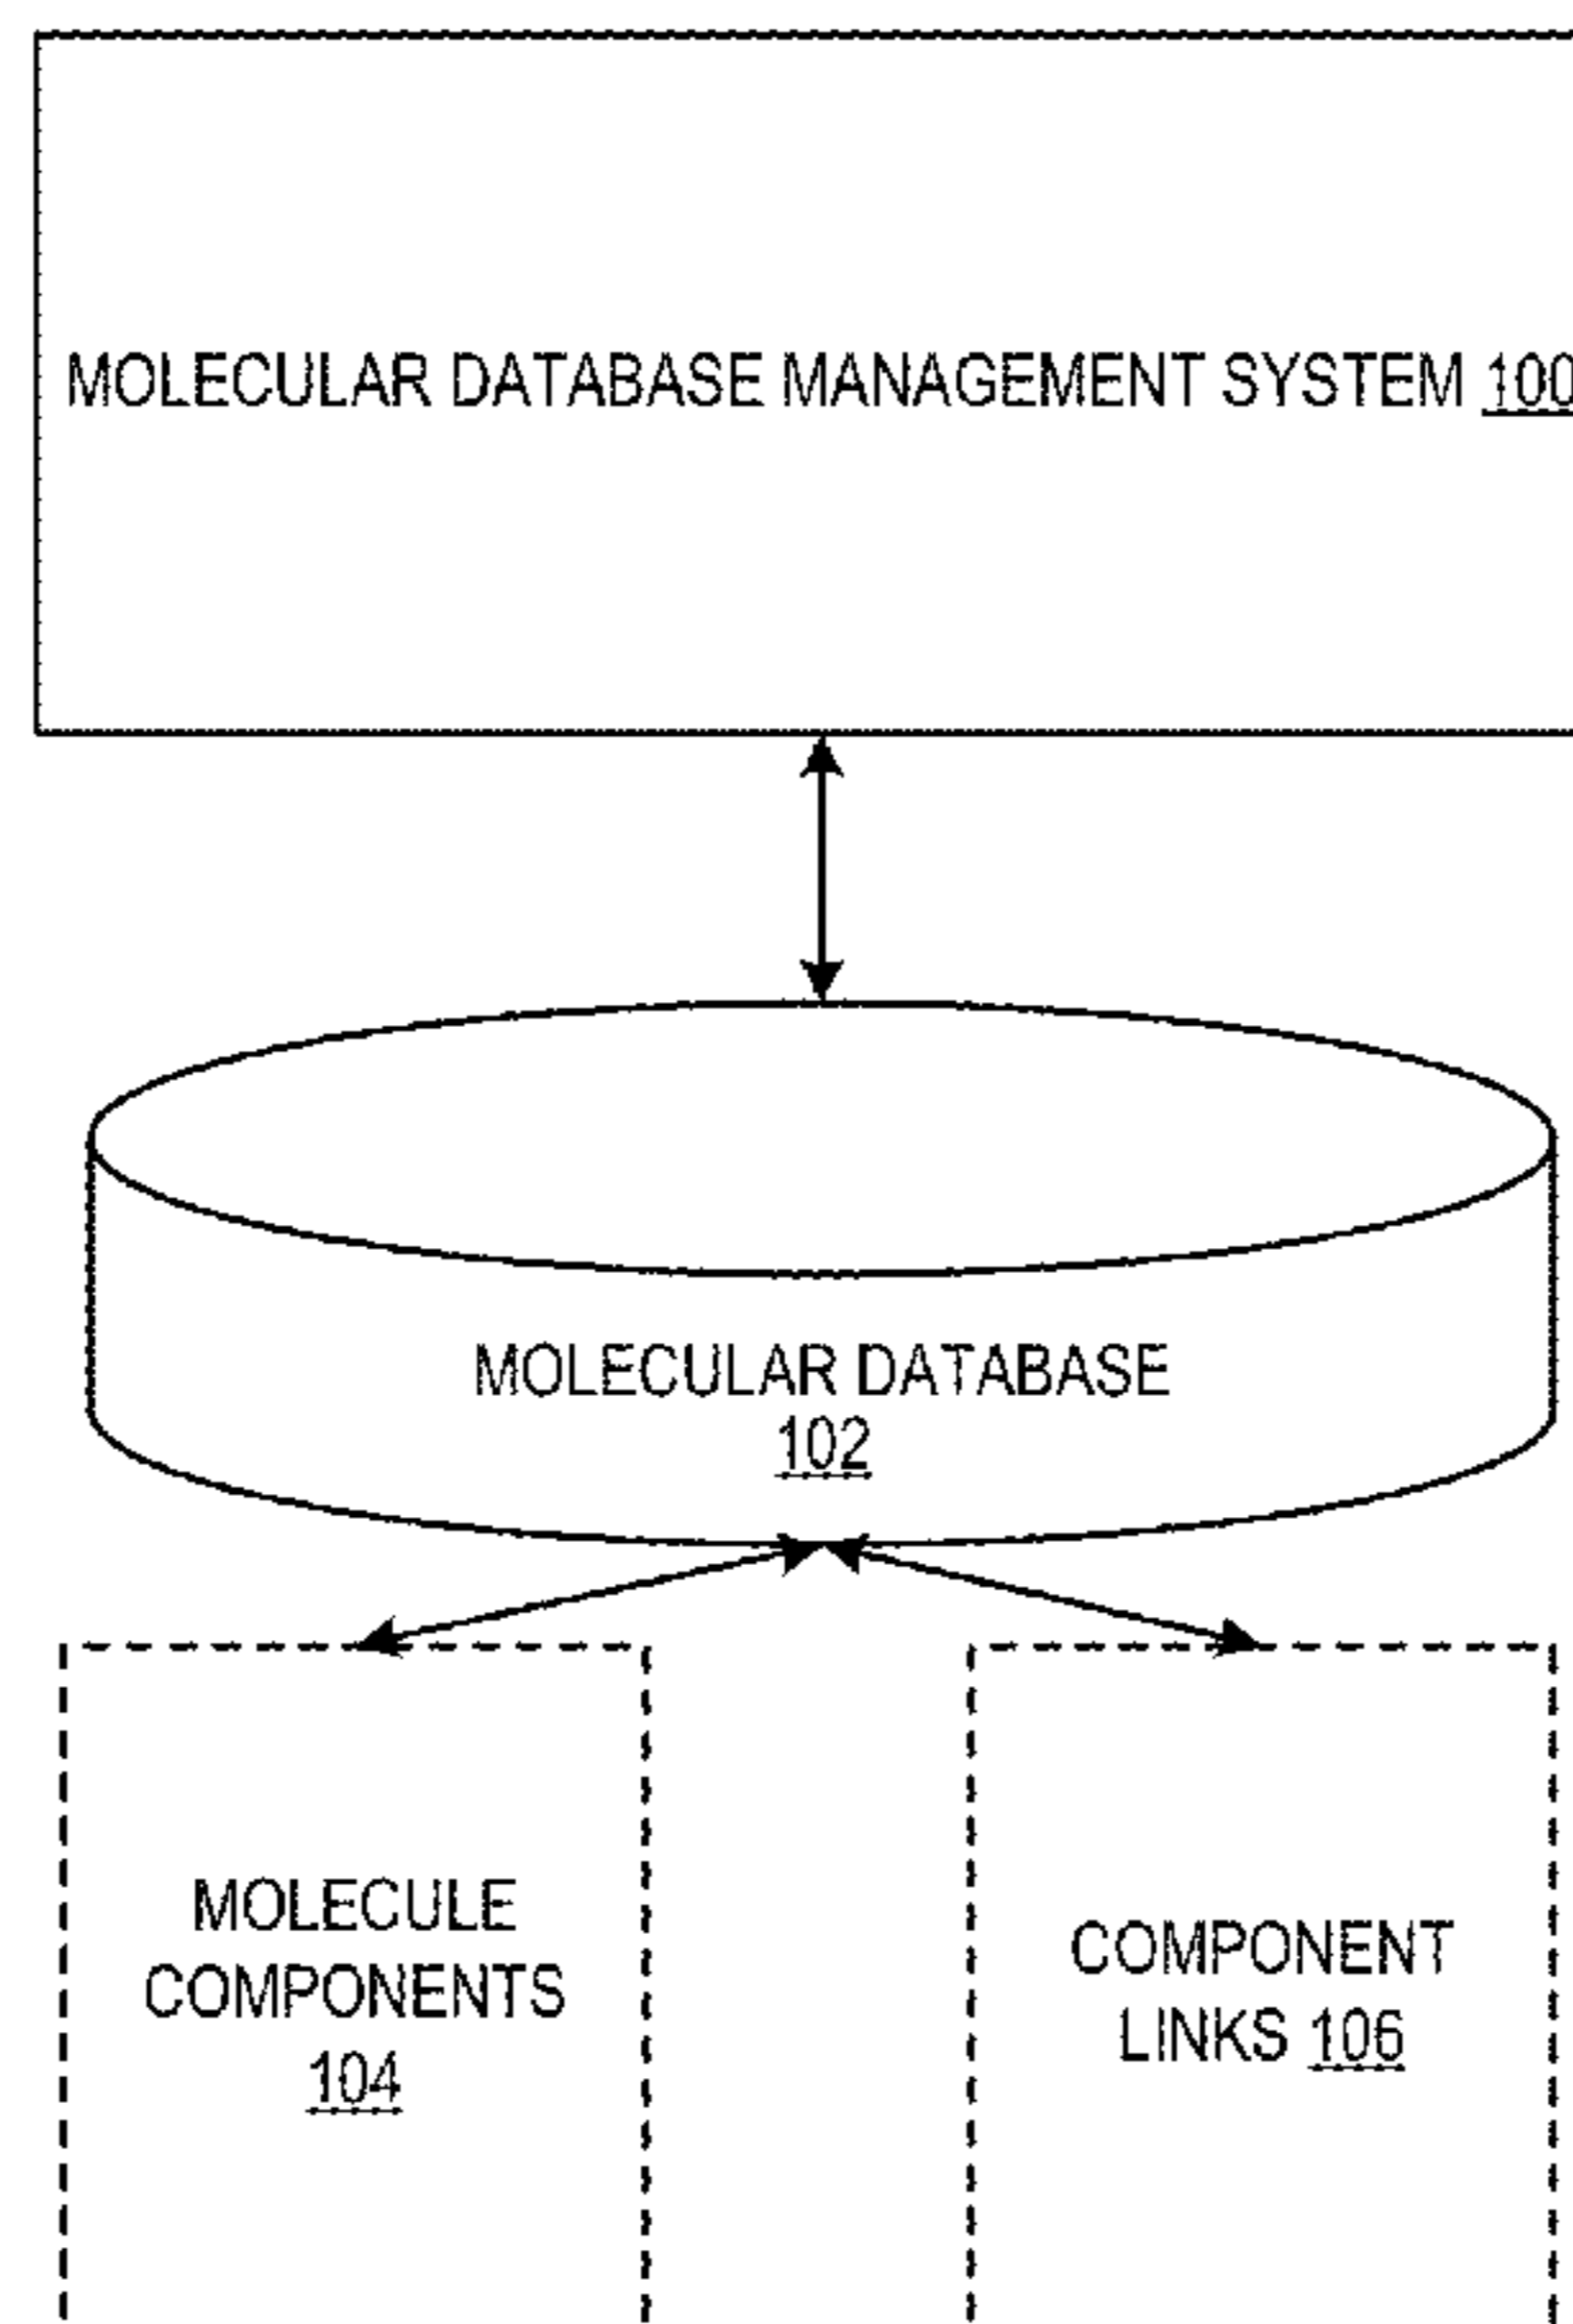 MOLECULAR DATABASE MANAGEMENT SYSTEM 100
MOLECULAR DATABASE
102
MOLECULE
COMPONENTS
104
COMPONENT
LINKS 106